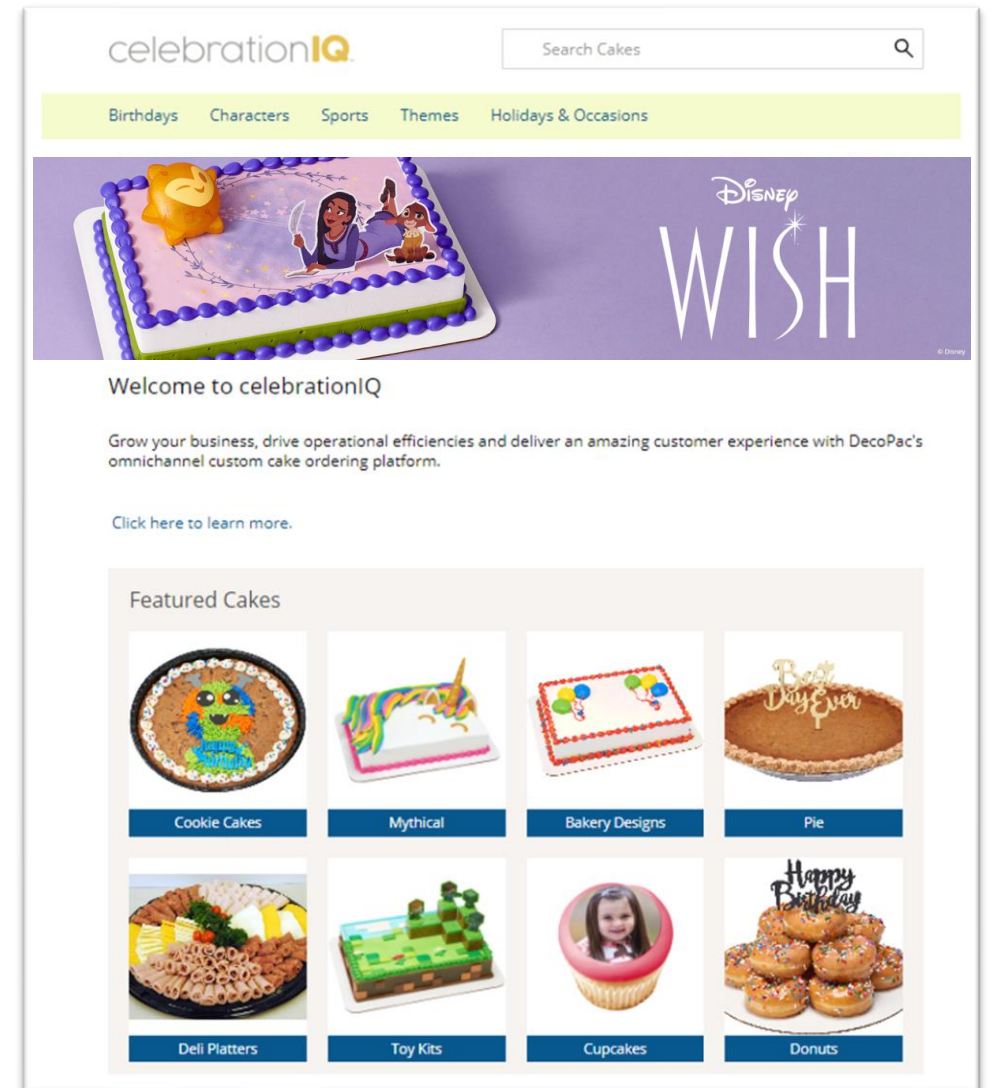 celebrationIQ
Search Cakes
Birthdays Characters Sports Themes Holidays & Occasions
Disney
WISH
© Disney
Welcome to celebrationIQ
Grow your business, drive operational efficiencies and deliver an amazing customer experience with DecoPac's
omnichannel custom cake ordering platform.
Click here to learn more.
Featured Cakes
Best
Day Ever
Cookie Cakes Mythical Bakery Designs Pie
Happy
Birthday
Deli Platters Toy Kits Cupcakes Donuts